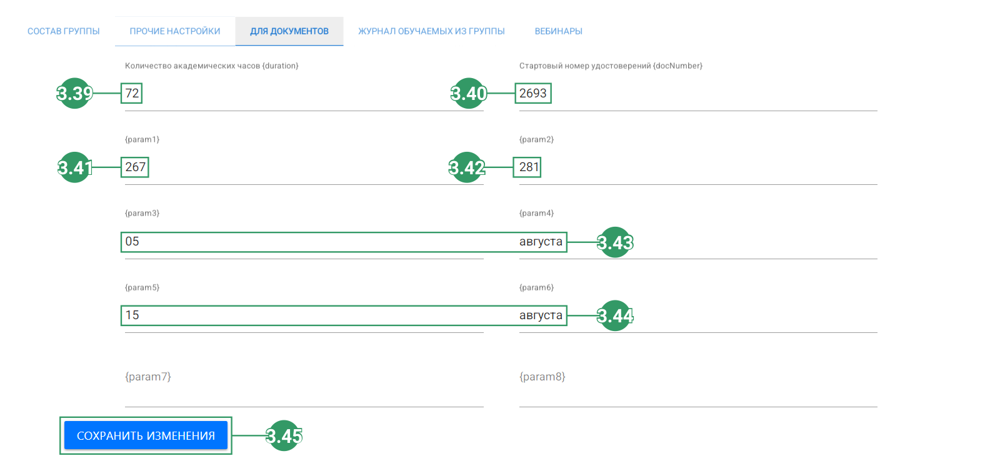 СОСТАВ ГРУППЫ ПРОЧИЕ НАСТРОЙКИ ДЛЯ ДОКУМЕНТОВ ЖУРНАЛ ОБУЧАЕМЫХ ИЗ ГРУППЫ ВЕБИНАРЫ
Количество академических часов {duration} Стартовый номер удостоверений {docNumber}
3.39 72 3.40 2693
{param1} {param2}
3.41 267 3.42 281
{param3} {param4}
05 августа 3.43
{param5} {param6}
15 августа 3.44
{param7} {param8}
СОХРАНИТЬ ИЗМЕНЕНИЯ 3.45